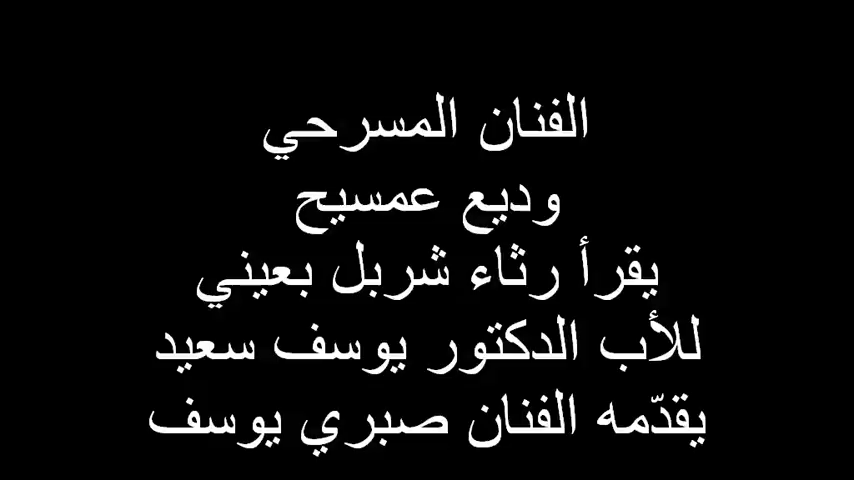 الفنان المسرحي
وديع عمسيح
يقرأ رثاء شربل بعيني
للأب الدكتور يوسف سعيد
يقدّمه الفنان صبري يوسف